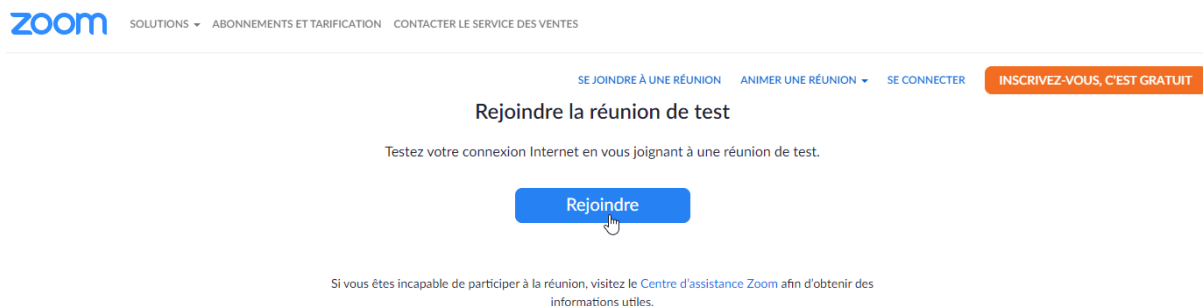 zoom SOLUTIONS ABONNEMENTS ET TARIFICATION CONTACTER LE SERVICE DES VENTES
SE JOINDRE À UNE RÉUNION ANIMER UNE RÉUNION SE CONNECTER INSCRIVEZ-VOUS, C'EST GRATUIT
Rejoindre la réunion de test
Testez votre connexion Internet en vous joignant à une réunion de test.
Rejoindre
Si vous êtes incapable de participer à la réunion, visitez le Centre d'assistance Zoom afin d'obtenir des
informations utiles.